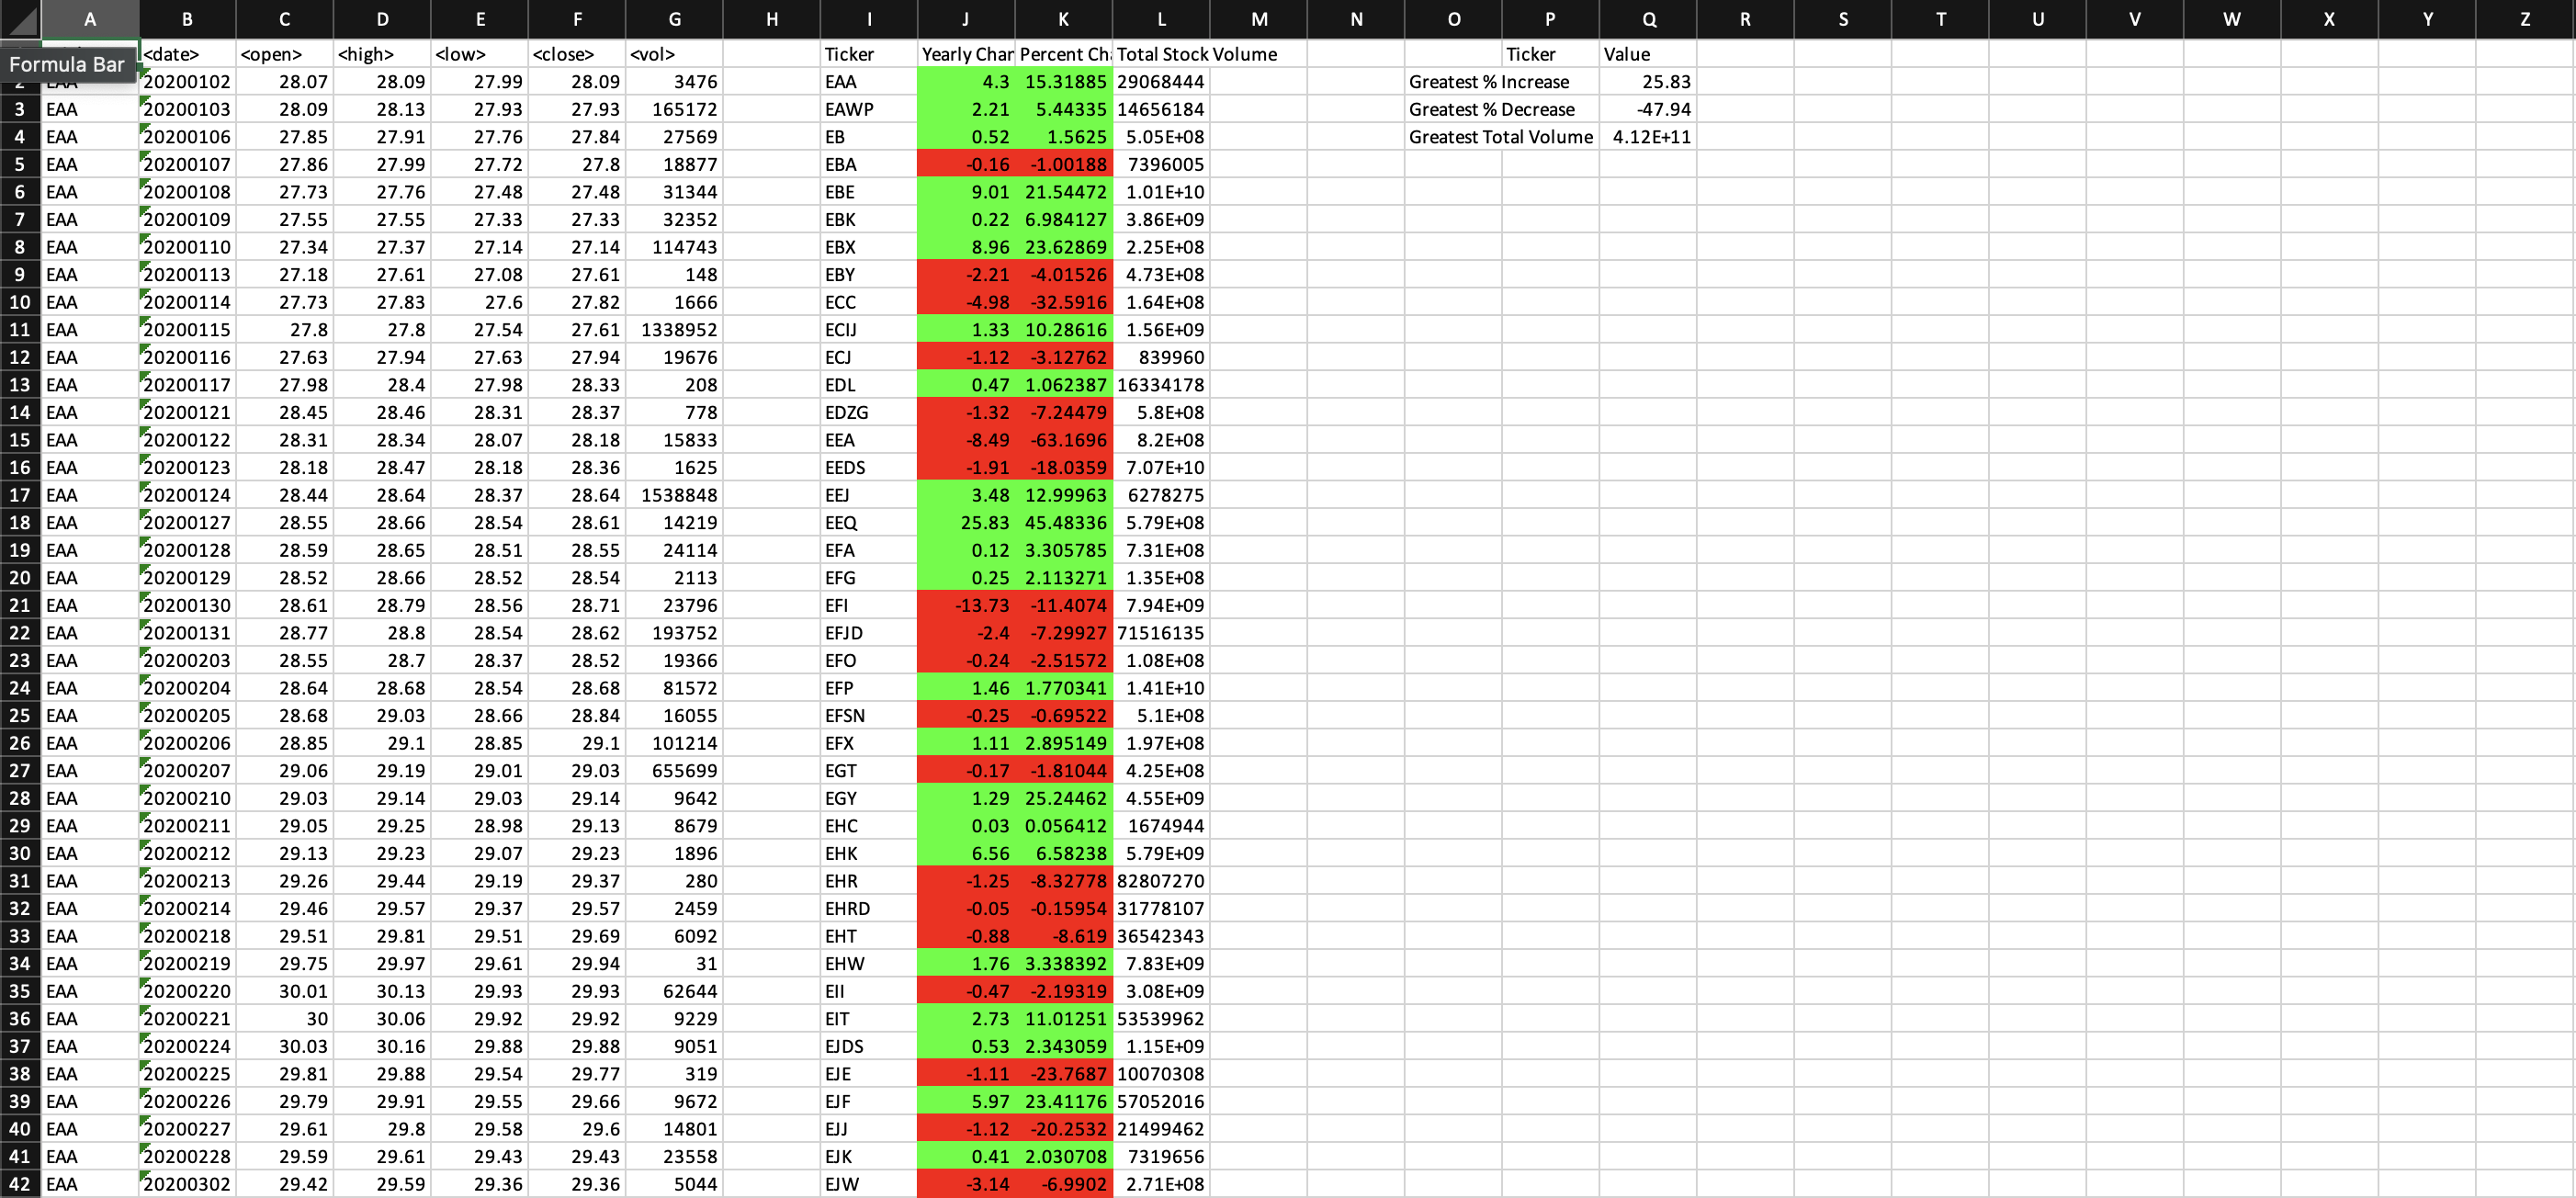 A B C D E F G H I J K L M N O P Q R S T U V W X Y Z
Formula Bar <date> <open> <high> <low> <close> <vol> Ticker Yearly Char Percent Ch Total Stock Volume Ticker Value
2 EAA 20200102 28.07 28.09 27.99 28.09 3476 EAA 4.3 15.31885 29068444 Greatest % Increase 25.83
3 EAA 20200103 28.09 28.13 27.93 27.93 165172 EAWP 2.21 5.44335 14656184 Greatest % Decrease -47.94
4 EAA 20200106 27.85 27.91 27.76 27.84 27569 EB 0.52 1.5625 5.05E+08 Greatest Total Volume 4.12E+11
5 EAA 20200107 27.86 27.99 27.72 27.8 18877 EBA -0.16 -1.00188 7396005
6 EAA 20200108 27.73 27.76 27.48 27.48 31344 EBE 9.01 21.54472 1.01E+10
7 EAA 20200109 27.55 27.55 27.33 27.33 32352 EBK 0.22 6.984127 3.86E+09
8 EAA 20200110 27.34 27.37 27.14 27.14 114743 EBX 8.96 23.62869 2.25E+08
9 EAA 20200113 27.18 27.61 27.08 27.61 148 EBY -2.21 -4.01526 4.73E+08
10 EAA 20200114 27.73 27.83 27.6 27.82 1666 ECC -4.98 -32.5916 1.64E+08
11 EAA 20200115 27.8 27.8 27.54 27.61 1338952 ECIJ 1.33 10.28616 1.56E+09
12 EAA 20200116 27.63 27.94 27.63 27.94 19676 ECJ -1.12 -3.12762 839960
13 EAA 20200117 27.98 28.4 27.98 28.33 208 EDL 0.47 1.062387 16334178
14 EAA 20200121 28.45 28.46 28.31 28.37 778 EDZG -1.32 -7.24479 5.8E+08
15 EAA 20200122 28.31 28.34 28.07 28.18 15833 EEA -8.49 -63.1696 8.2E+08
16 EAA 20200123 28.18 28.47 28.18 28.36 1625 EEDS -1.91 -18.0359 7.07E+10
17 EAA 20200124 28.44 28.64 28.37 28.64 1538848 EEJ 3.48 12.99963 6278275
18 EAA 20200127 28.55 28.66 28.54 28.61 14219 EEQ 25.83 45.48336 5.79E+08
19 EAA 20200128 28.59 28.65 28.51 28.55 24114 EFA 0.12 3.305785 7.31E+08
20 EAA 20200129 28.52 28.66 28.52 28.54 2113 EFG 0.25 2.113271 1.35E+08
21 EAA 20200130 28.61 28.79 28.56 28.71 23796 EFI -13.73 -11.4074 7.94E+09
22 EAA 20200131 28.77 28.8 28.54 28.62 193752 EFJD -2.4 -7.29927 71516135
23 EAA 20200203 28.55 28.7 28.37 28.52 19366 EFO -0.24 -2.51572 1.08E+08
24 EAA 20200204 28.64 28.68 28.54 28.68 81572 EFP 1.46 1.770341 1.41E+10
25 EAA 20200205 28.68 29.03 28.66 28.84 16055 EFSN -0.25 -0.69522 5.1E+08
26 EAA 20200206 28.85 29.1 28.85 29.1 101214 EFX 1.11 2.895149 1.97E+08
27 EAA 20200207 29.06 29.19 29.01 29.03 655699 EGT -0.17 -1.81044 4.25E+08
28 EAA 20200210 29.03 29.14 29.03 29.14 9642 EGY 1.29 25.24462 4.55E+09
29 EAA 20200211 29.05 29.25 28.98 29.13 8679 EHC 0.03 0.056412 1674944
30 EAA 20200212 29.13 29.23 29.07 29.23 1896 EHK 6.56 6.58238 5.79E+09
31 EAA 20200213 29.26 29.44 29.19 29.37 280 EHR -1.25 -8.32778 82807270
32 EAA 20200214 29.46 29.57 29.37 29.57 2459 EHRD -0.05 -0.15954 31778107
33 EAA 20200218 29.51 29.81 29.51 29.69 6092 EHT -0.88 -8.619 36542343
34 EAA 20200219 29.75 29.97 29.61 29.94 31 EHW 1.76 3.338392 7.83E+09
35 EAA 20200220 30.01 30.13 29.93 29.93 62644 EII -0.47 -2.19319 3.08E+09
36 EAA 20200221 30 30.06 29.92 29.92 9229 EIT 2.73 11.01251 53539962
37 EAA 20200224 30.03 30.16 29.88 29.88 9051 EJDS 0.53 2.343059 1.15E+09
38 EAA 20200225 29.81 29.88 29.54 29.77 319 EJE -1.11 -23.7687 10070308
39 EAA 20200226 29.79 29.91 29.55 29.66 9672 EJF 5.97 23.41176 57052016
40 EAA 20200227 29.61 29.8 29.58 29.6 14801 EJJ -1.12 -20.2532 21499462
41 EAA 20200228 29.59 29.61 29.43 29.43 23558 EJK 0.41 2.030708 7319656
42 EAA 20200302 29.42 29.59 29.36 29.36 5044 EJW -3.14 -6.9902 2.71E+08